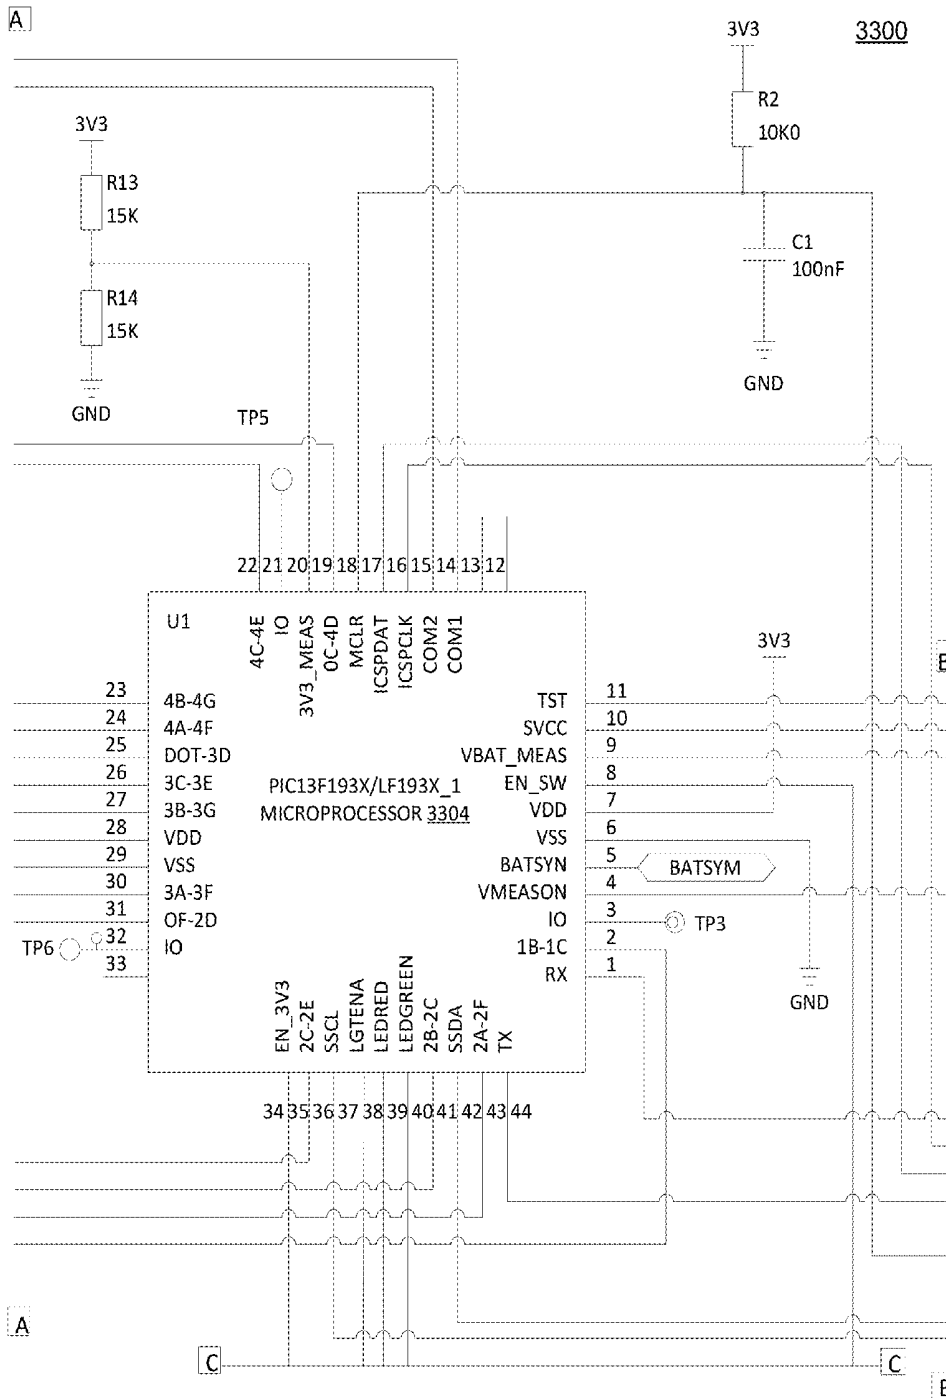 A
3300
3V3
R2
10K0
3V3
R13
15K
C1
100nF
R14
15K
GND
GND
TP5
22 21 20 19 18 17 16 15 14 13 12
U1
4C-4E
IO
3V3_MEAS
0C-4D
MCLR
ICSPDAT
ICSPCLK
COM2
COM1
3V3
B
23 4B-4G
24 4A-4F
25 DOT-3D
26 3C-3E
27 3B-3G
28 VDD
29 VSS
30 3A-3F
31 OF-2D
TP6 32 IO
33
PIC13F193X/LF193X_1
MICROPROCESSOR 3304
TST 11
SVCC 10
VBAT_MEAS 9
EN_SW 8
VDD 7
VSS 6
BATSYN 5 BATSYM
VMEASON 4
IO 3 TP3
1B-1C 2
RX 1
GND
EN_3V3
2C-2E
SSCL
LGTENA
LEDRED
LEDGREEN
2B-2C
SSDA
2A-2F
TX
34 35 36 37 38 39 40 41 42 43 44
A
C
C